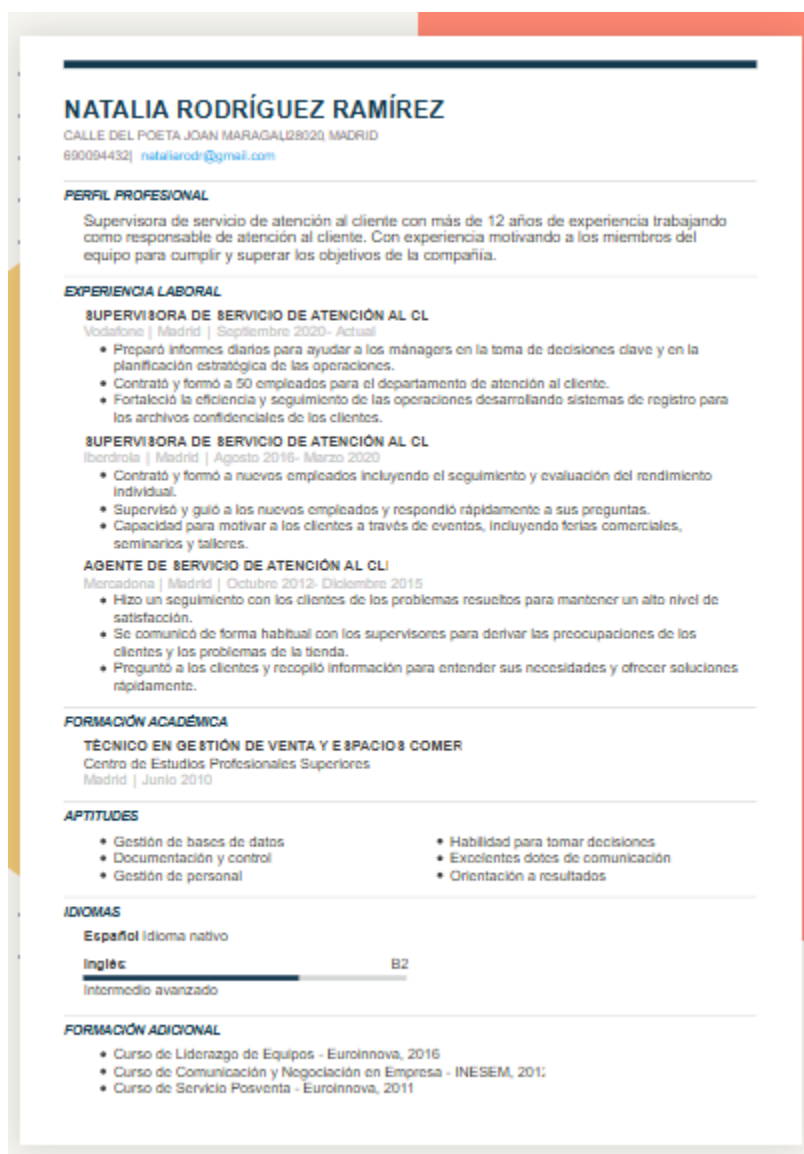 NATALIA RODRÍGUEZ RAMÍREZ
CALLE DEL POETA JOAN MARAGALL|28020, MADRID
690094432| nataliarodr@gmail.com
PERFIL PROFESIONAL
Supervisora de servicio de atención al cliente con más de 12 años de experiencia trabajando
como responsable de atención al cliente. Con experiencia motivando a los miembros del
equipo para cumplir y superar los objetivos de la compañía.
EXPERIENCIA LABORAL
SUPERVISORA DE SERVICIO DE ATENCIÓN AL CL
Vodafone | Madrid | Septiembre 2020- Actual
• Preparó informes diarios para ayudar a los mánagers en la toma de decisiones clave y en la
planificación estratégica de las operaciones.
• Contrató y formó a 50 empleados para el departamento de atención al cliente.
• Fortaleció la eficiencia y seguimiento de las operaciones desarrollando sistemas de registro para
los archivos confidenciales de los clientes.
SUPERVISORA DE SERVICIO DE ATENCIÓN AL CL
Iberdrola | Madrid | Agosto 2016- Marzo 2020
• Contrató y formó a nuevos empleados incluyendo el seguimiento y evaluación del rendimiento
individual.
• Supervisó y guió a los nuevos empleados y respondió rápidamente a sus preguntas.
• Capacidad para motivar a los clientes a través de eventos, incluyendo ferias comerciales,
seminarios y talleres.
AGENTE DE SERVICIO DE ATENCIÓN AL CLI
Mercadona | Madrid | Octubre 2012- Diciembre 2015
• Hizo un seguimiento con los clientes de los problemas resueltos para mantener un alto nivel de
satisfacción.
• Se comunicó de forma habitual con los supervisores para derivar las preocupaciones de los
clientes y los problemas de la tienda.
• Preguntó a los clientes y recopiló información para entender sus necesidades y ofrecer soluciones
rápidamente.
FORMACIÓN ACADÉMICA
TÉCNICO EN GESTIÓN DE VENTA Y ESPACIOS COMER
Centro de Estudios Profesionales Superiores
Madrid | Junio 2010
APTITUDES
• Gestión de bases de datos
• Documentación y control
• Gestión de personal
• Habilidad para tomar decisiones
• Excelentes dotes de comunicación
• Orientación a resultados
IDIOMAS
Español Idioma nativo
Inglés: B2
Intermedio avanzado
FORMACIÓN ADICIONAL
• Curso de Liderazgo de Equipos - Euroinnova, 2016
• Curso de Comunicación y Negociación en Empresa - INESEM,
• Curso de Servicio Posventa - Euroinnova, 2011